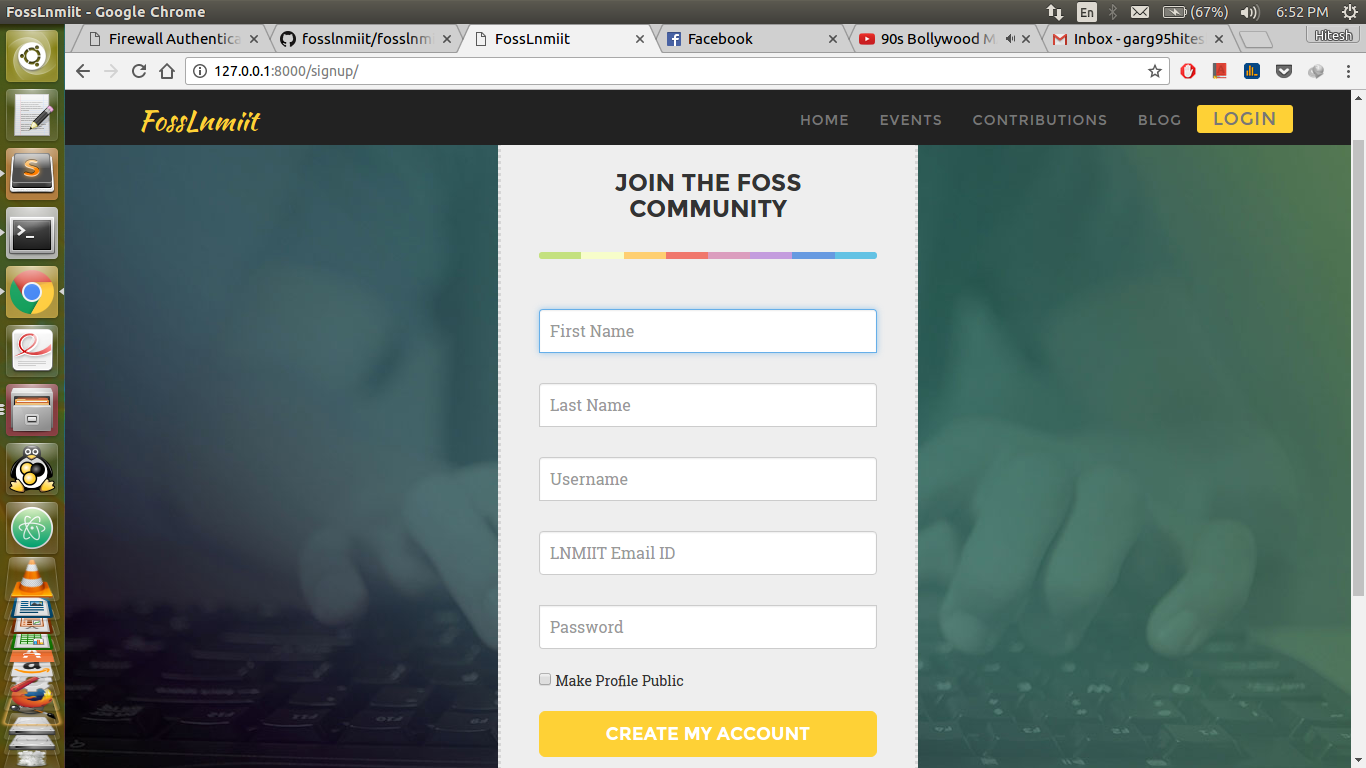 FossLnmiit - Google Chrome
En
(67%)
6:52 PM
Firewall Authentica
fosslnmiit/fosslnm
FossLnmiit
Facebook
90s Bollywood M
Inbox - garg95hites
Hitesh
127.0.0.1:8000/signup/
FossLnmiit
HOME
EVENTS
CONTRIBUTIONS
BLOG
LOGIN
JOIN THE FOSS
COMMUNITY
First Name
Last Name
Username
LNMIIT Email ID
Password
Make Profile Public
CREATE MY ACCOUNT